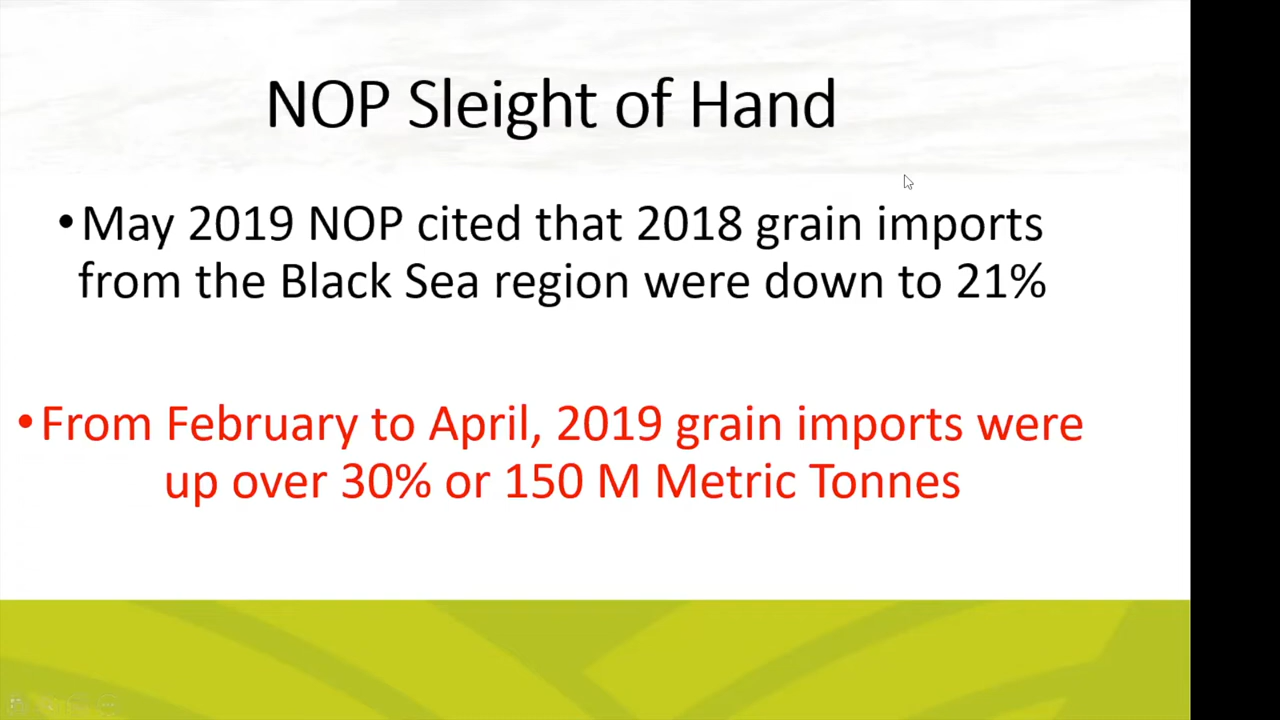 NOP Sleight of Hand
•May 2019 NOP cited that 2018 grain imports
from the Black Sea region were down to 21%
•From February to April, 2019 grain imports were
up over 30% or 150 M Metric Tonnes